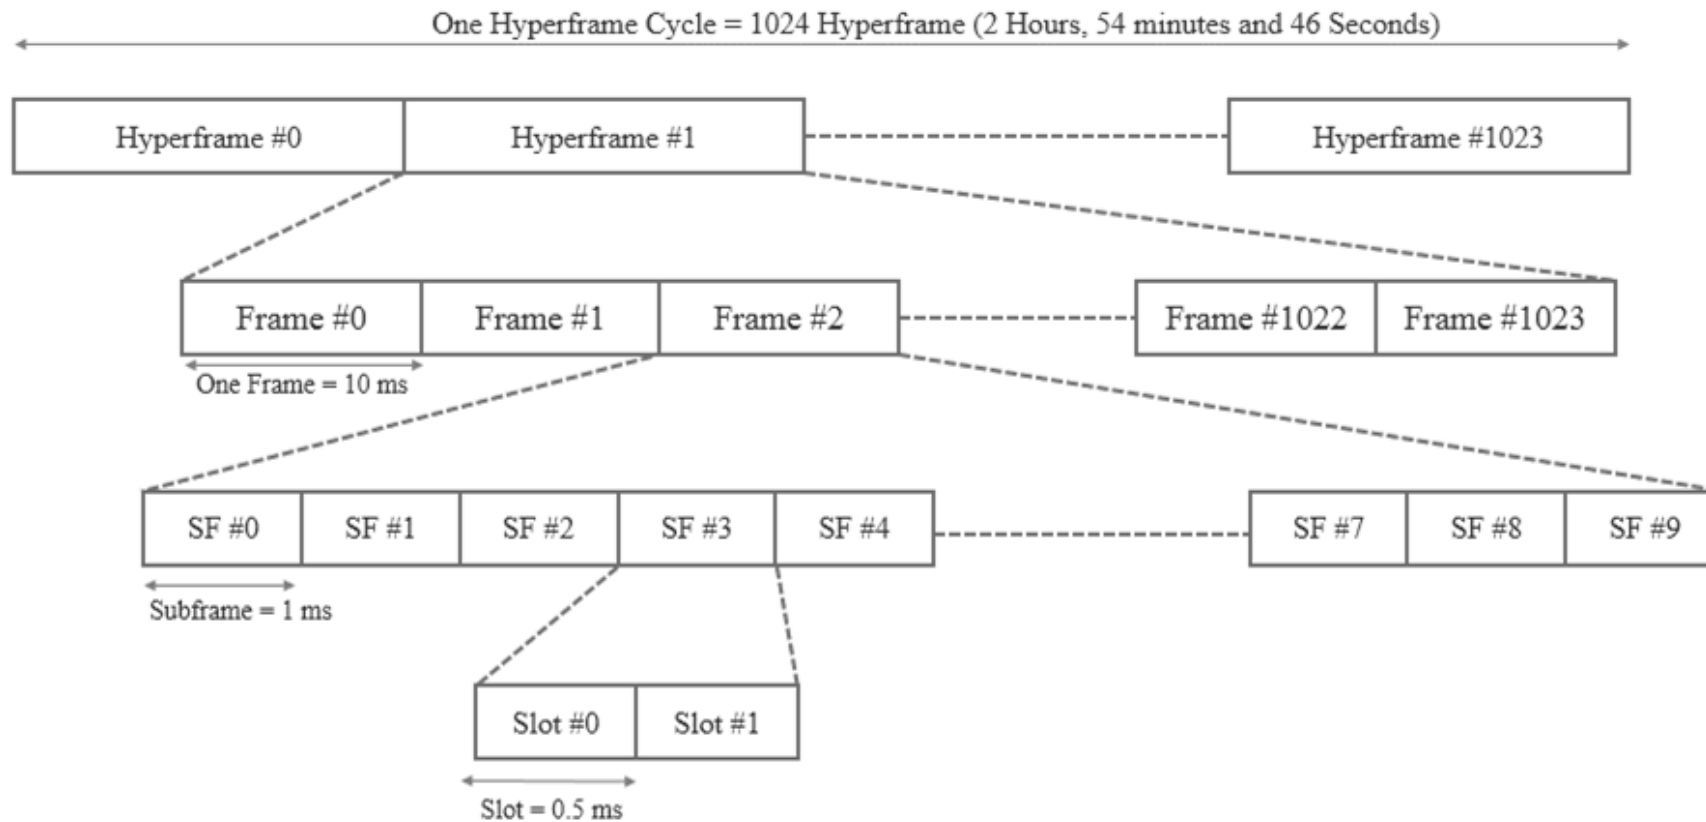 One Hyperframe Cycle = 1024 Hyperframe (2 Hours, 54 minutes and 46 Seconds)
Hyperframe #0 Hyperframe #1 Hyperframe #1023
Frame #0 Frame #1 Frame #2 Frame #1022 Frame #1023
One Frame = 10 ms
SF #0 SF #1 SF #2 SF #3 SF #4 SF #7 SF #8 SF #9
Subframe = 1 ms
Slot #0 Slot #1
Slot = 0.5 ms